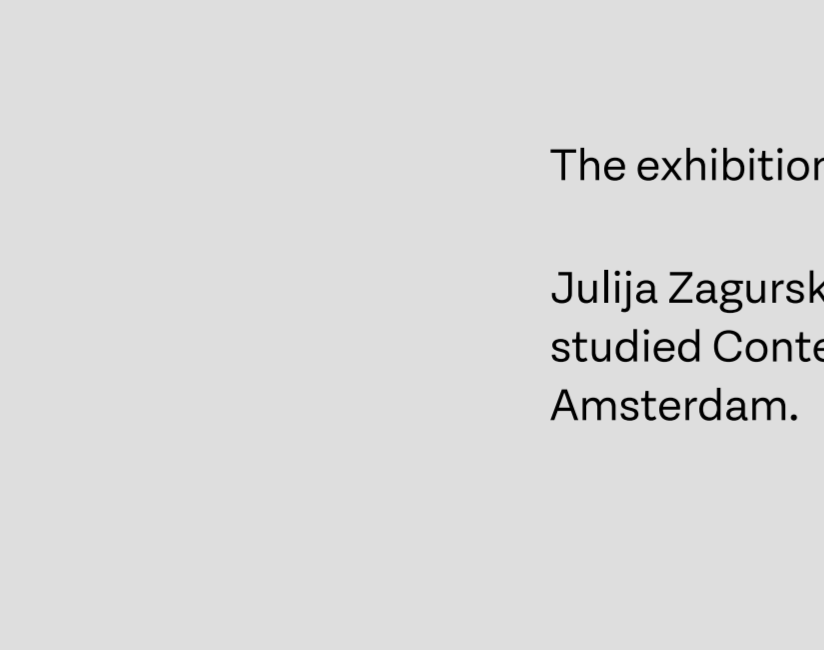 The exhibition
Julija Zagursk
studied Conte
Amsterdam.